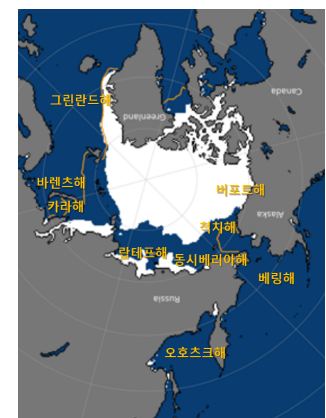 Canada
그린란드해
Greenland
바렌츠해
버포트해
카라해
Alaska
척치해
랍테프해
동시베리아해
베링해
Russia
오호츠크해